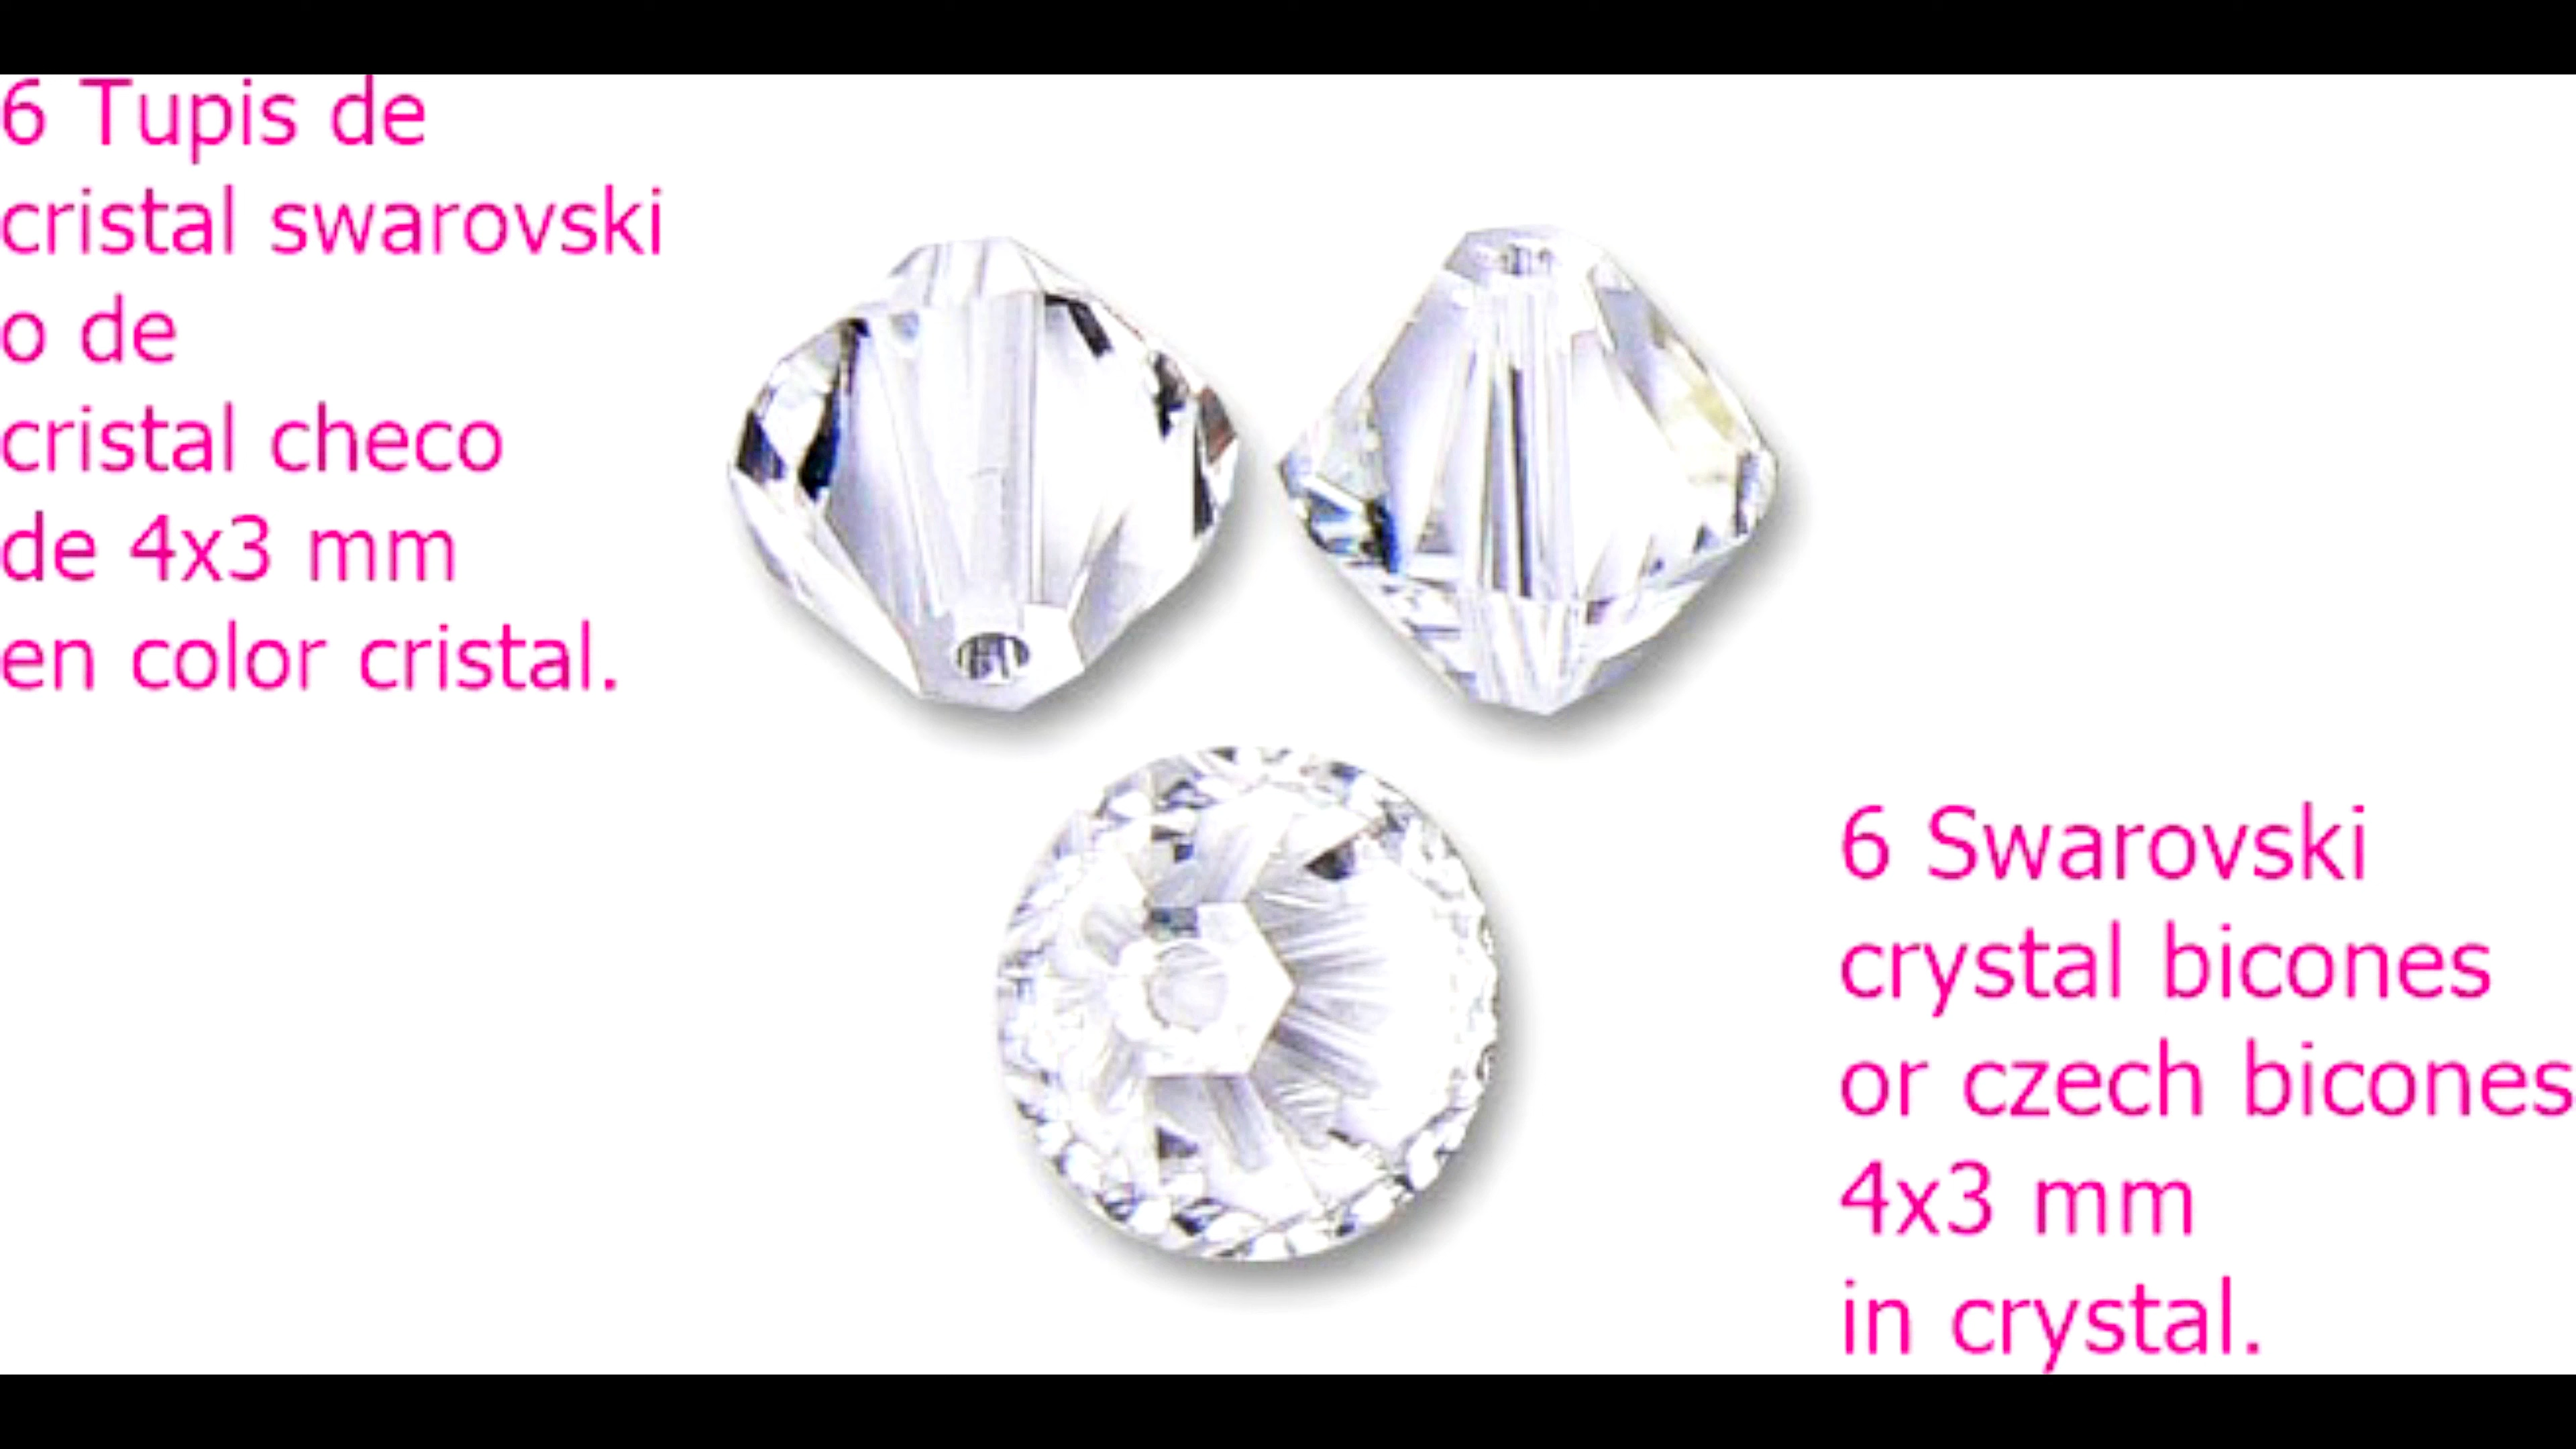 6 Tupis de
cristal swarovski
o de
cristal checo
de 4x3 mm
en color cristal.
6 Swarovski
crystal bicones
or czech bicones
4x3 mm
in crystal.